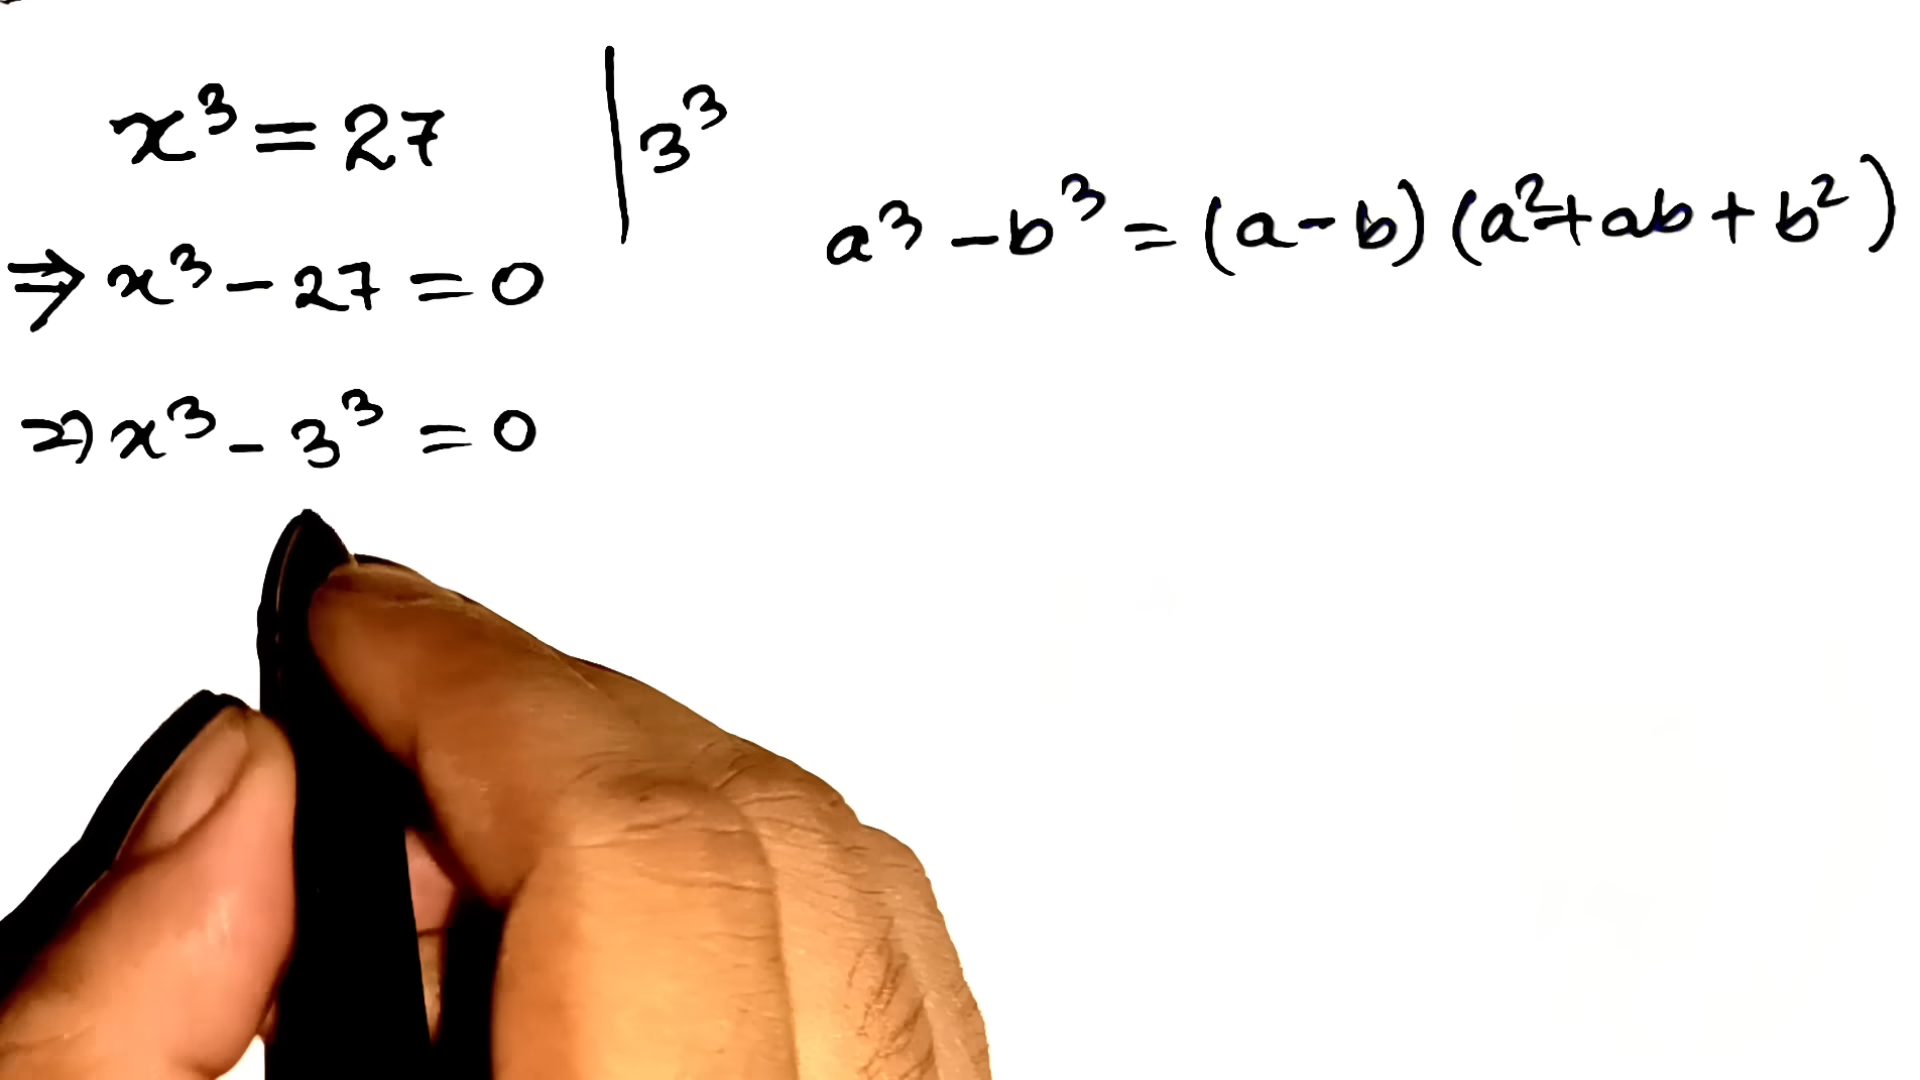 x³ = 27 | 3³
a³ - b³ = (a - b) (a² + ab + b²)
⇒ x³ - 27 = 0
⇒ x³ - 3³ = 0